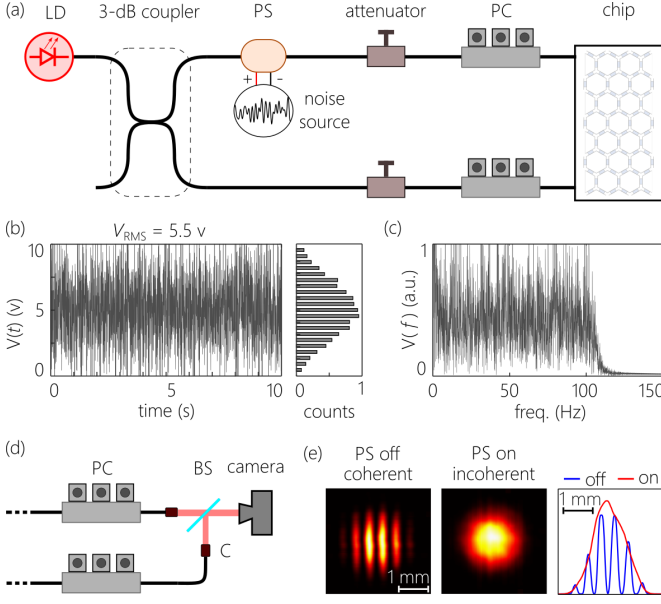 (a) LD 3-dB coupler PS attenuator PC chip
+ -
noise
source
PC
(b) V_RMS = 5.5 v
10
5
0
V(t) (v)
0 5 10
time (s)
0 1
counts
(c)
1
0
V(f) (a.u.)
0 50 100 150
freq. (Hz)
(d) PC BS camera
C
(e) PS off PS on
coherent incoherent
off on
1 mm
1 mm